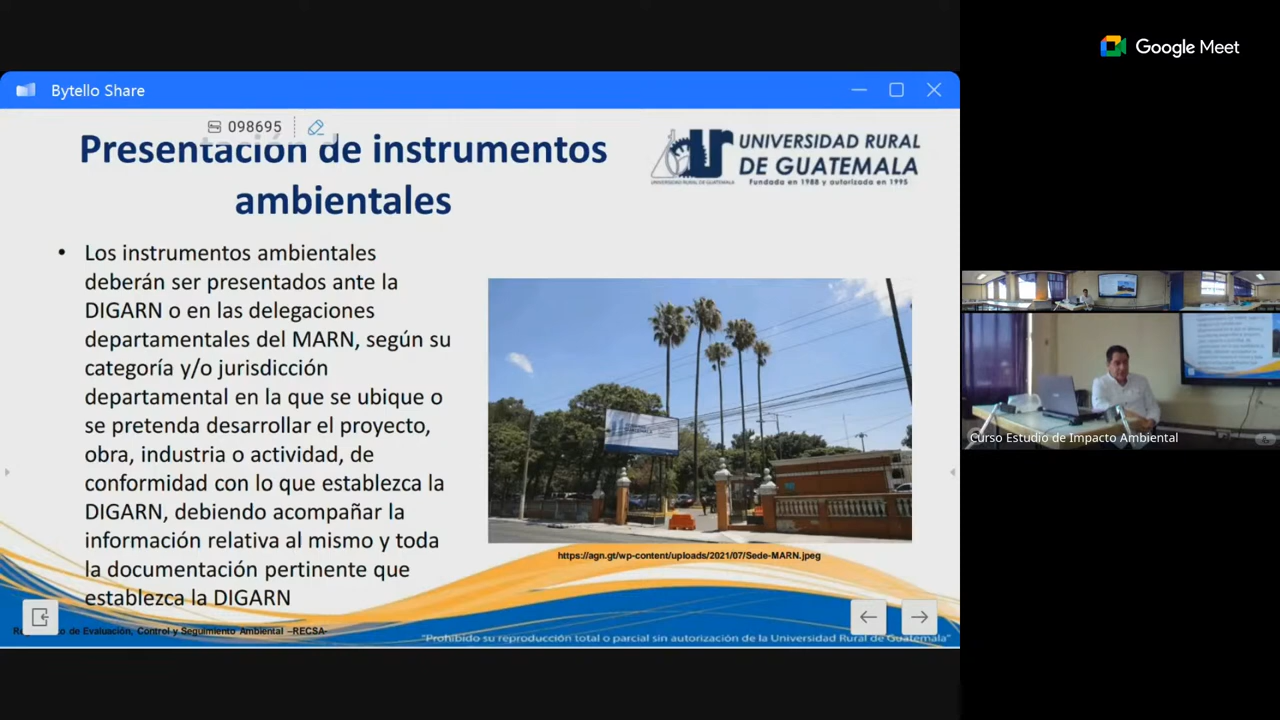 Google Meet
Bytello Share
098695
Presentación de instrumentos
ambientales
UNIVERSIDAD RURAL
DE GUATEMALA
Fundada en 1988 y autorizada en 1995
UNIVERSIDAD RURAL DE GUATEMALA
• Los instrumentos ambientales
deberán ser presentados ante la
DIGARN o en las delegaciones
departamentales del MARN, según su
categoría y/o jurisdicción
departamental en la que se ubique o
se pretenda desarrollar el proyecto,
obra, industria o actividad, de
conformidad con lo que establezca la
DIGARN, debiendo acompañar la
información relativa al mismo y toda
la documentación pertinente que
establezca la DIGARN
https://agn.gt/wp-content/uploads/2021/07/Sede-MARN.jpeg
de Evaluación, Control y Seguimiento Ambiental –RECSA-
"Prohibido su reproducción total o parcial sin autorización de la Universidad Rural de Guatemala"
Curso Estudio de Impacto Ambiental